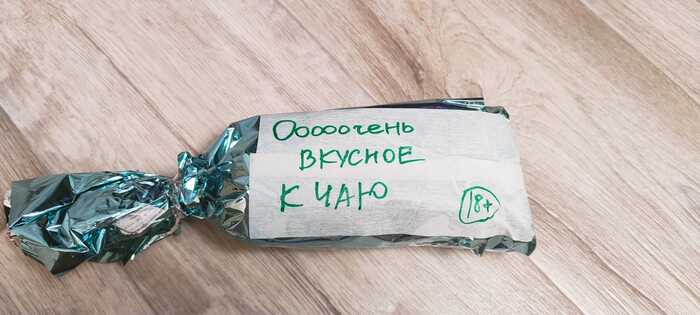 Ооооочень
вкусное
к чаю
18+